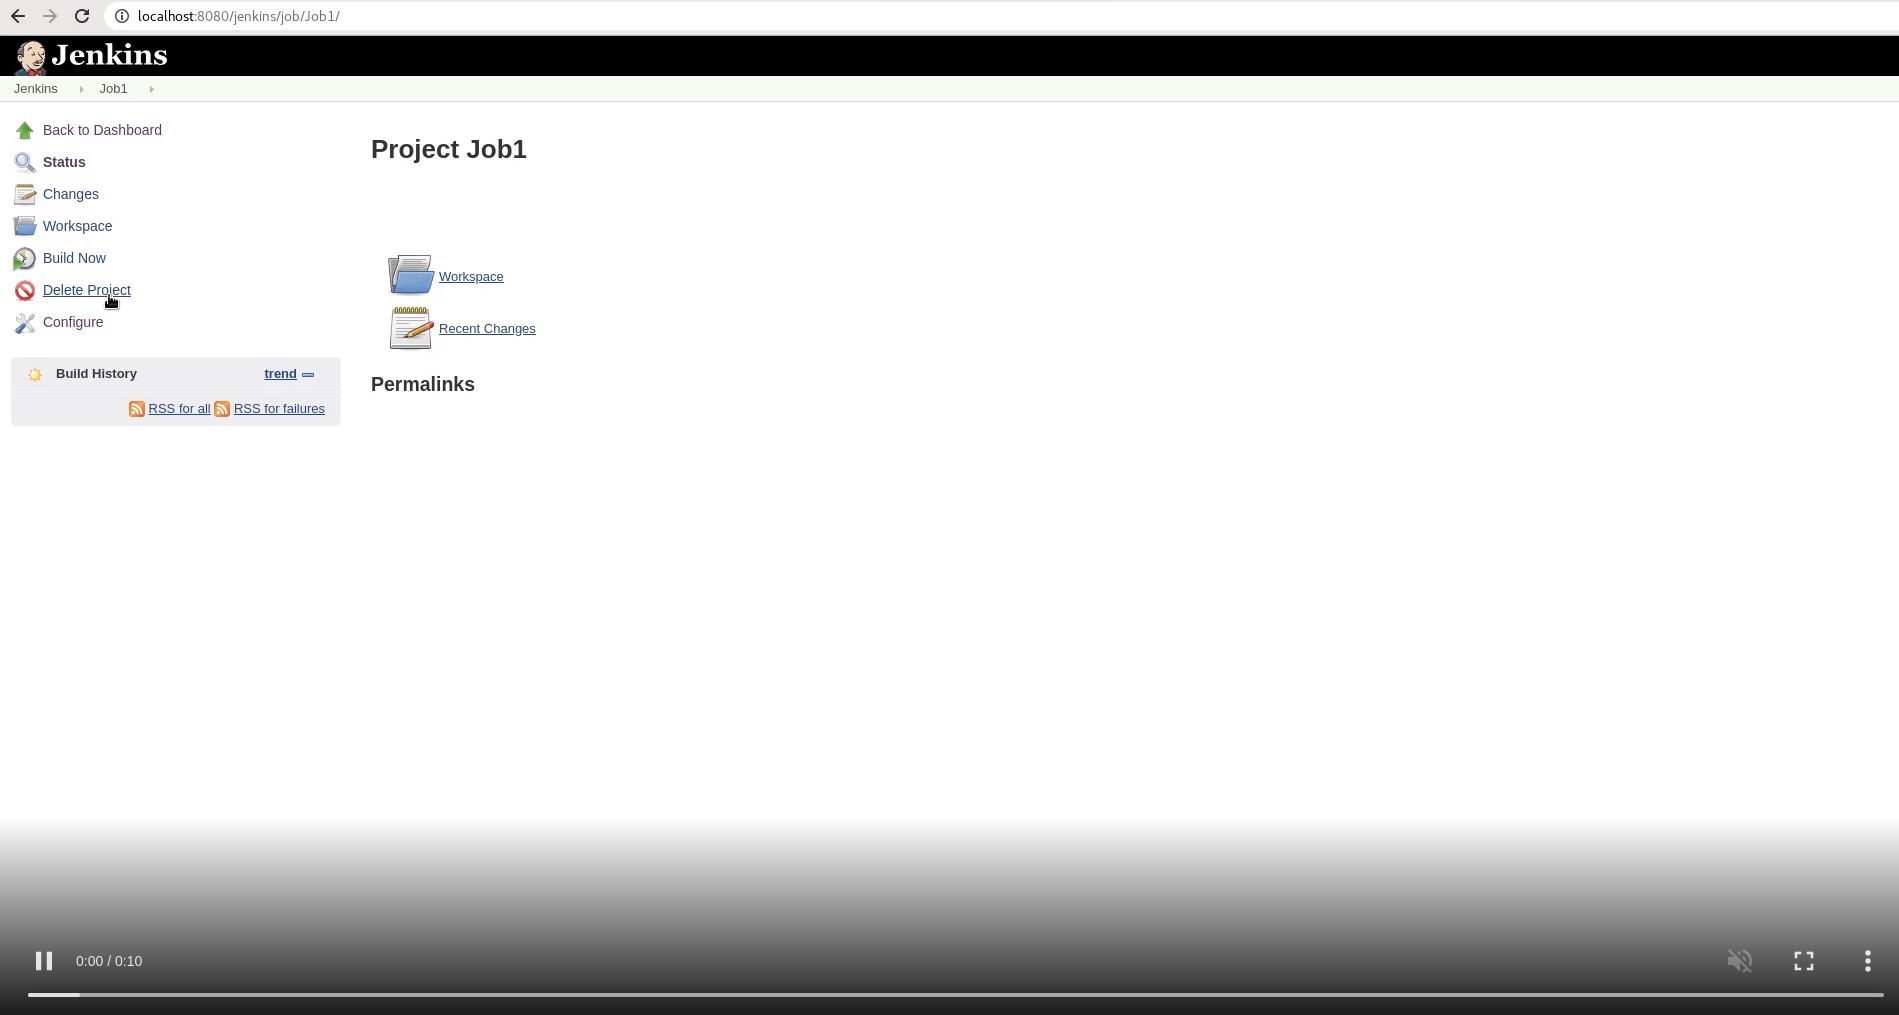 localhost:8080/jenkins/job/Job1/
Jenkins
Jenkins Job1
Back to Dashboard
Status
Changes
Workspace
Build Now
Delete Project
Configure
Build History trend
RSS for all RSS for failures
Project Job1
Workspace
Recent Changes
Permalinks
0:00 / 0:10